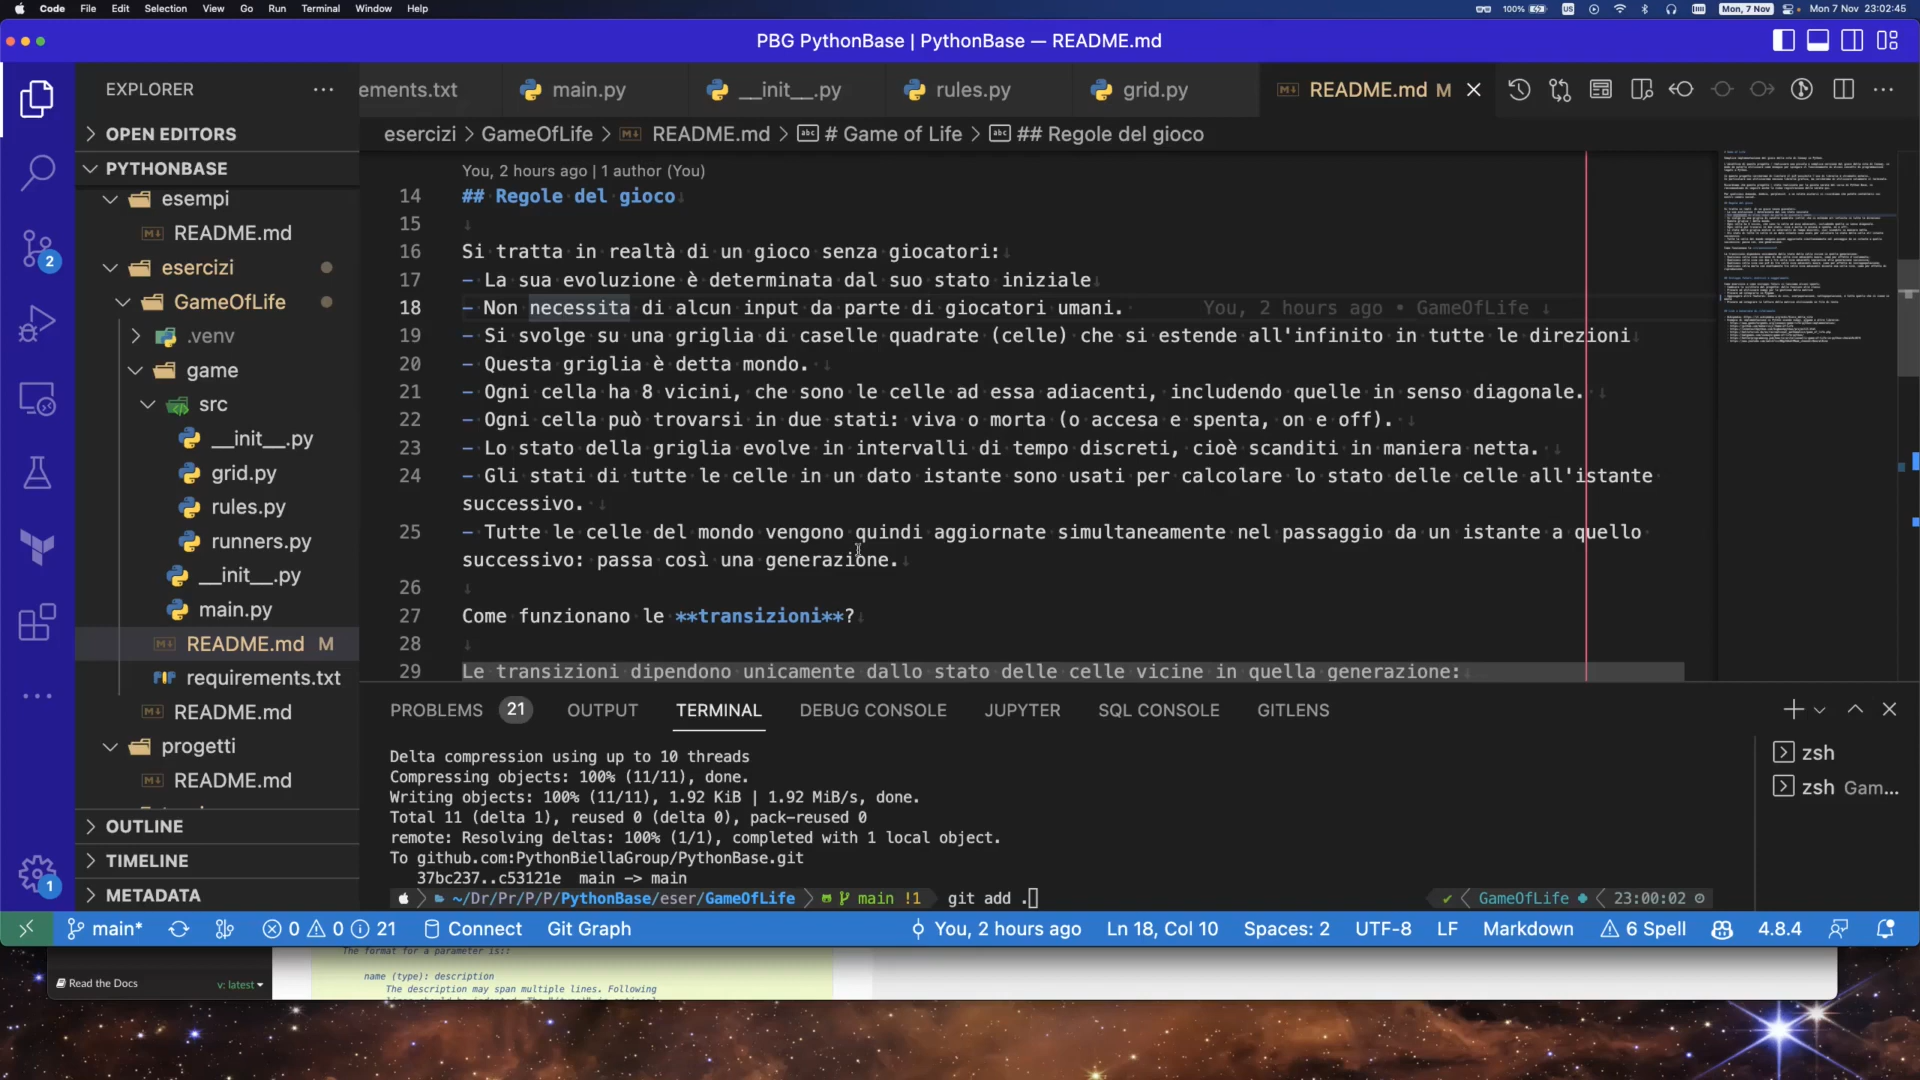 Code File Edit Selection View Go Run Terminal Window Help 100% US Mon, 7 Nov Mon 7 Nov 23:02:45
PBG PythonBase | PythonBase — README.md
EXPLORER
ements.txt main.py __init__.py rules.py grid.py README.md M
OPEN EDITORS
esercizi > GameOfLife > README.md > # Game of Life > ## Regole del gioco
PYTHONBASE
esempi
README.md
esercizi
GameOfLife
.venv
game
src
__init__.py
grid.py
rules.py
runners.py
__init__.py
main.py
README.md M
requirements.txt
README.md
progetti
README.md
OUTLINE
TIMELINE
METADATA
2
1
You, 2 hours ago | 1 author (You)
14 ## Regole del gioco
15
16 Si tratta in realtà di un gioco senza giocatori:
17 - La sua evoluzione è determinata dal suo stato iniziale
18 - Non necessita di alcun input da parte di giocatori umani. You, 2 hours ago • GameOfLife
19 - Si svolge su una griglia di caselle quadrate (celle) che si estende all'infinito in tutte le direzioni
20 - Questa griglia è detta mondo.
21 - Ogni cella ha 8 vicini, che sono le celle ad essa adiacenti, includendo quelle in senso diagonale.
22 - Ogni cella può trovarsi in due stati: viva o morta (o accesa e spenta, on e off).
23 - Lo stato della griglia evolve in intervalli di tempo discreti, cioè scanditi in maniera netta.
24 - Gli stati di tutte le celle in un dato istante sono usati per calcolare lo stato delle celle all'istante
successivo.
25 - Tutte le celle del mondo vengono quindi aggiornate simultaneamente nel passaggio da un istante a quello
successivo: passa così una generazione.
26
27 Come funzionano le **transizioni**?
28
29 Le transizioni dipendono unicamente dallo stato delle celle vicine in quella generazione:
PROBLEMS 21 OUTPUT TERMINAL DEBUG CONSOLE JUPYTER SQL CONSOLE GITLENS
Delta compression using up to 10 threads
Compressing objects: 100% (11/11), done.
Writing objects: 100% (11/11), 1.92 KiB | 1.92 MiB/s, done.
Total 11 (delta 1), reused 0 (delta 0), pack-reused 0
remote: Resolving deltas: 100% (1/1), completed with 1 local object.
To github.com:PythonBiellaGroup/PythonBase.git
37bc237..c53121e main -> main
~/Dr/Pr/P/P/PythonBase/eser/GameOfLife main !1 git add . GameOfLife 23:00:02
zsh
zsh Gam...
main* 0 0 21 Connect Git Graph You, 2 hours ago Ln 18, Col 10 Spaces: 2 UTF-8 LF Markdown 6 Spell 4.8.4
The format for a parameter is::
name (type): description
The description may span multiple lines. Following
Read the Docs v: latest